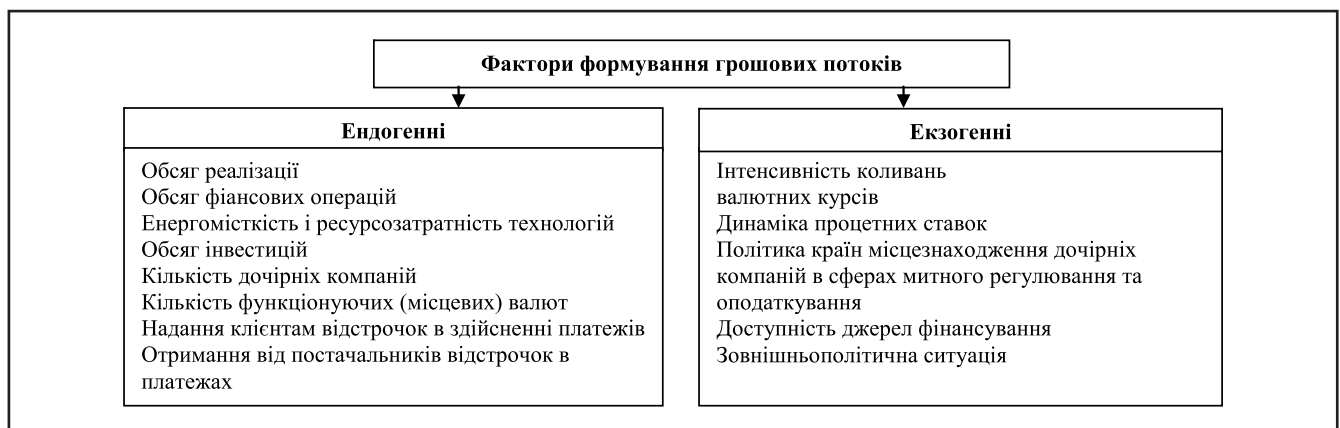 Фактори формування грошових потоків
Ендогенні
Обсяг реалізації
Обсяг фіансових операцій
Енергомісткість і ресурсозатратність технологій
Обсяг інвестицій
Кількість дочірніх компаній
Кількість функціонуючих (місцевих) валют
Надання клієнтам відстрочок в здійсненні платежів
Отримання від постачальників відстрочок в
платежах
Екзогенні
Інтенсивність коливань
валютних курсів
Динаміка процетних ставок
Політика країн місцезнаходження дочірніх
компаній в сферах митного регулювання та
оподаткування
Доступність джерел фінансування
Зовнішньополітична ситуація